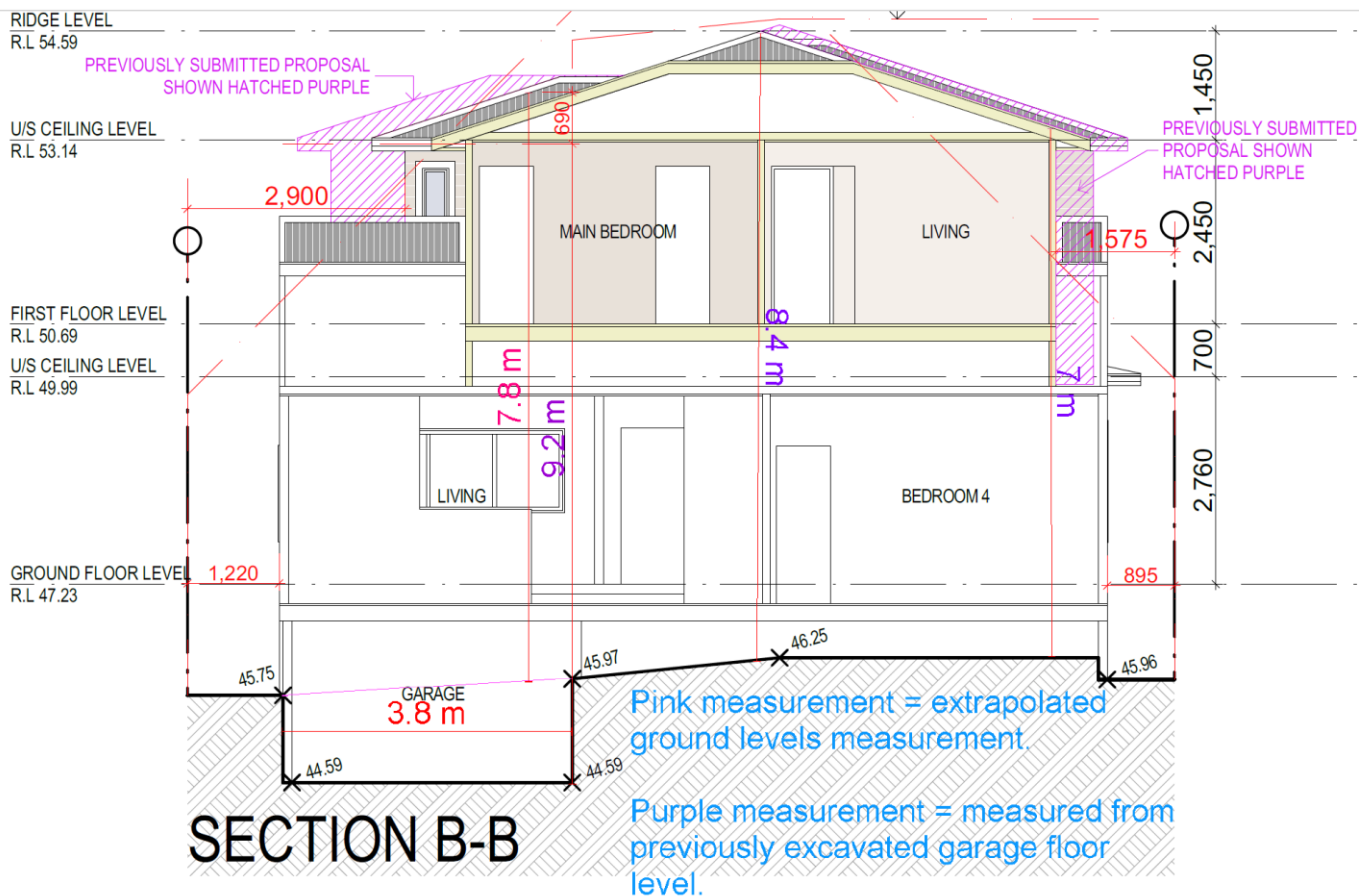 RIDGE LEVEL
R.L 54.59
PREVIOUSLY SUBMITTED PROPOSAL
SHOWN HATCHED PURPLE
1,450
690
U/S CEILING LEVEL
R.L 53.14
PREVIOUSLY SUBMITTED
PROPOSAL SHOWN
HATCHED PURPLE
2,900
MAIN BEDROOM
LIVING
1,575
2,450
FIRST FLOOR LEVEL
R.L 50.69
8.4 m
700
U/S CEILING LEVEL
R.L 49.99
7.8 m
7 m
9.2 m
LIVING
BEDROOM 4
2,760
GROUND FLOOR LEVEL
R.L 47.23
1,220
895
45.75
45.97
46.25
45.96
GARAGE
3.8 m
44.59
44.59
Pink measurement = extrapolated
ground levels measurement.
Purple measurement = measured from
previously excavated garage floor
level.
SECTION B-B